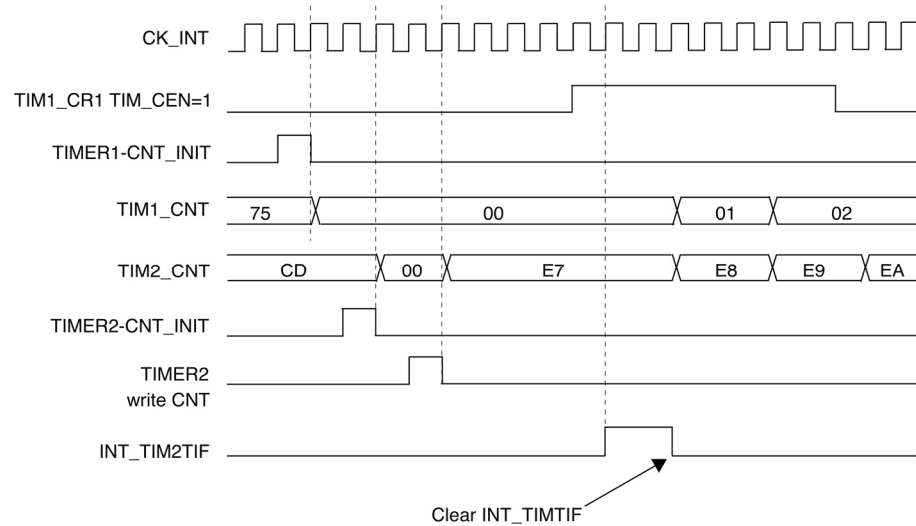 CK_INT
TIM1_CR1 TIM_CEN=1
TIMER1-CNT_INIT
TIM1_CNT 75 00 01 02
TIM2_CNT CD 00 E7 E8 E9 EA
TIMER2-CNT_INIT
TIMER2
write CNT
INT_TIM2TIF
Clear INT_TIMTIF